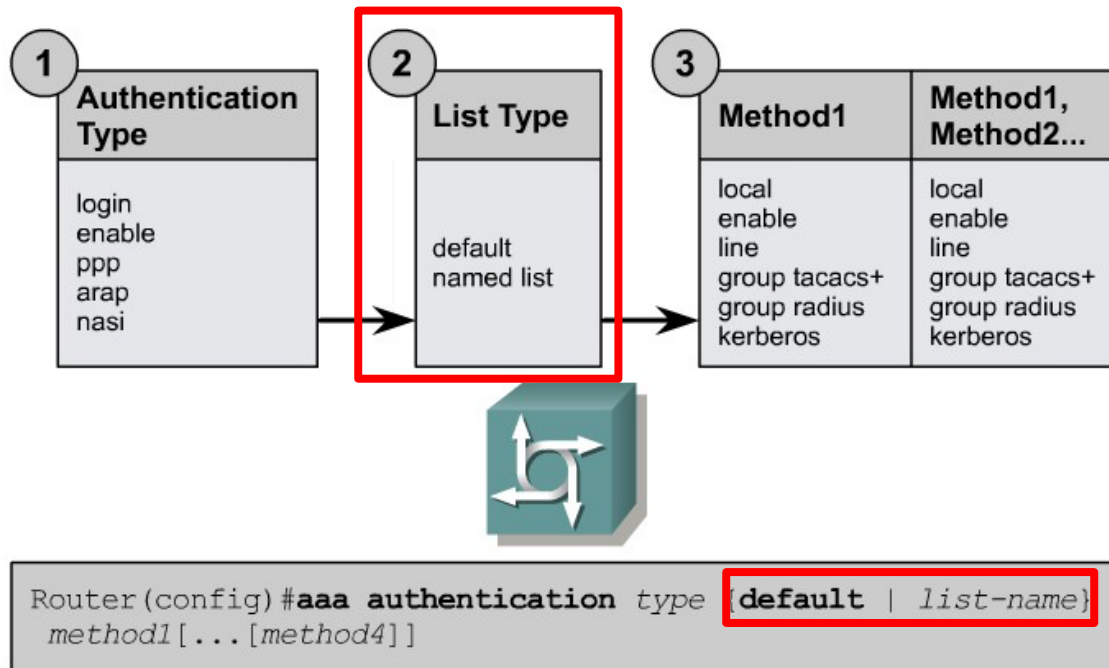 1
Authentication
Type
login
enable
ppp
arap
nasi
2
List Type
default
named list
3
Method1
local
enable
line
group tacacs+
group radius
kerberos
Method1,
Method2...
local
enable
line
group tacacs+
group radius
kerberos
Router(config)#aaa authentication type {default | list-name}
method1[...[method4]]